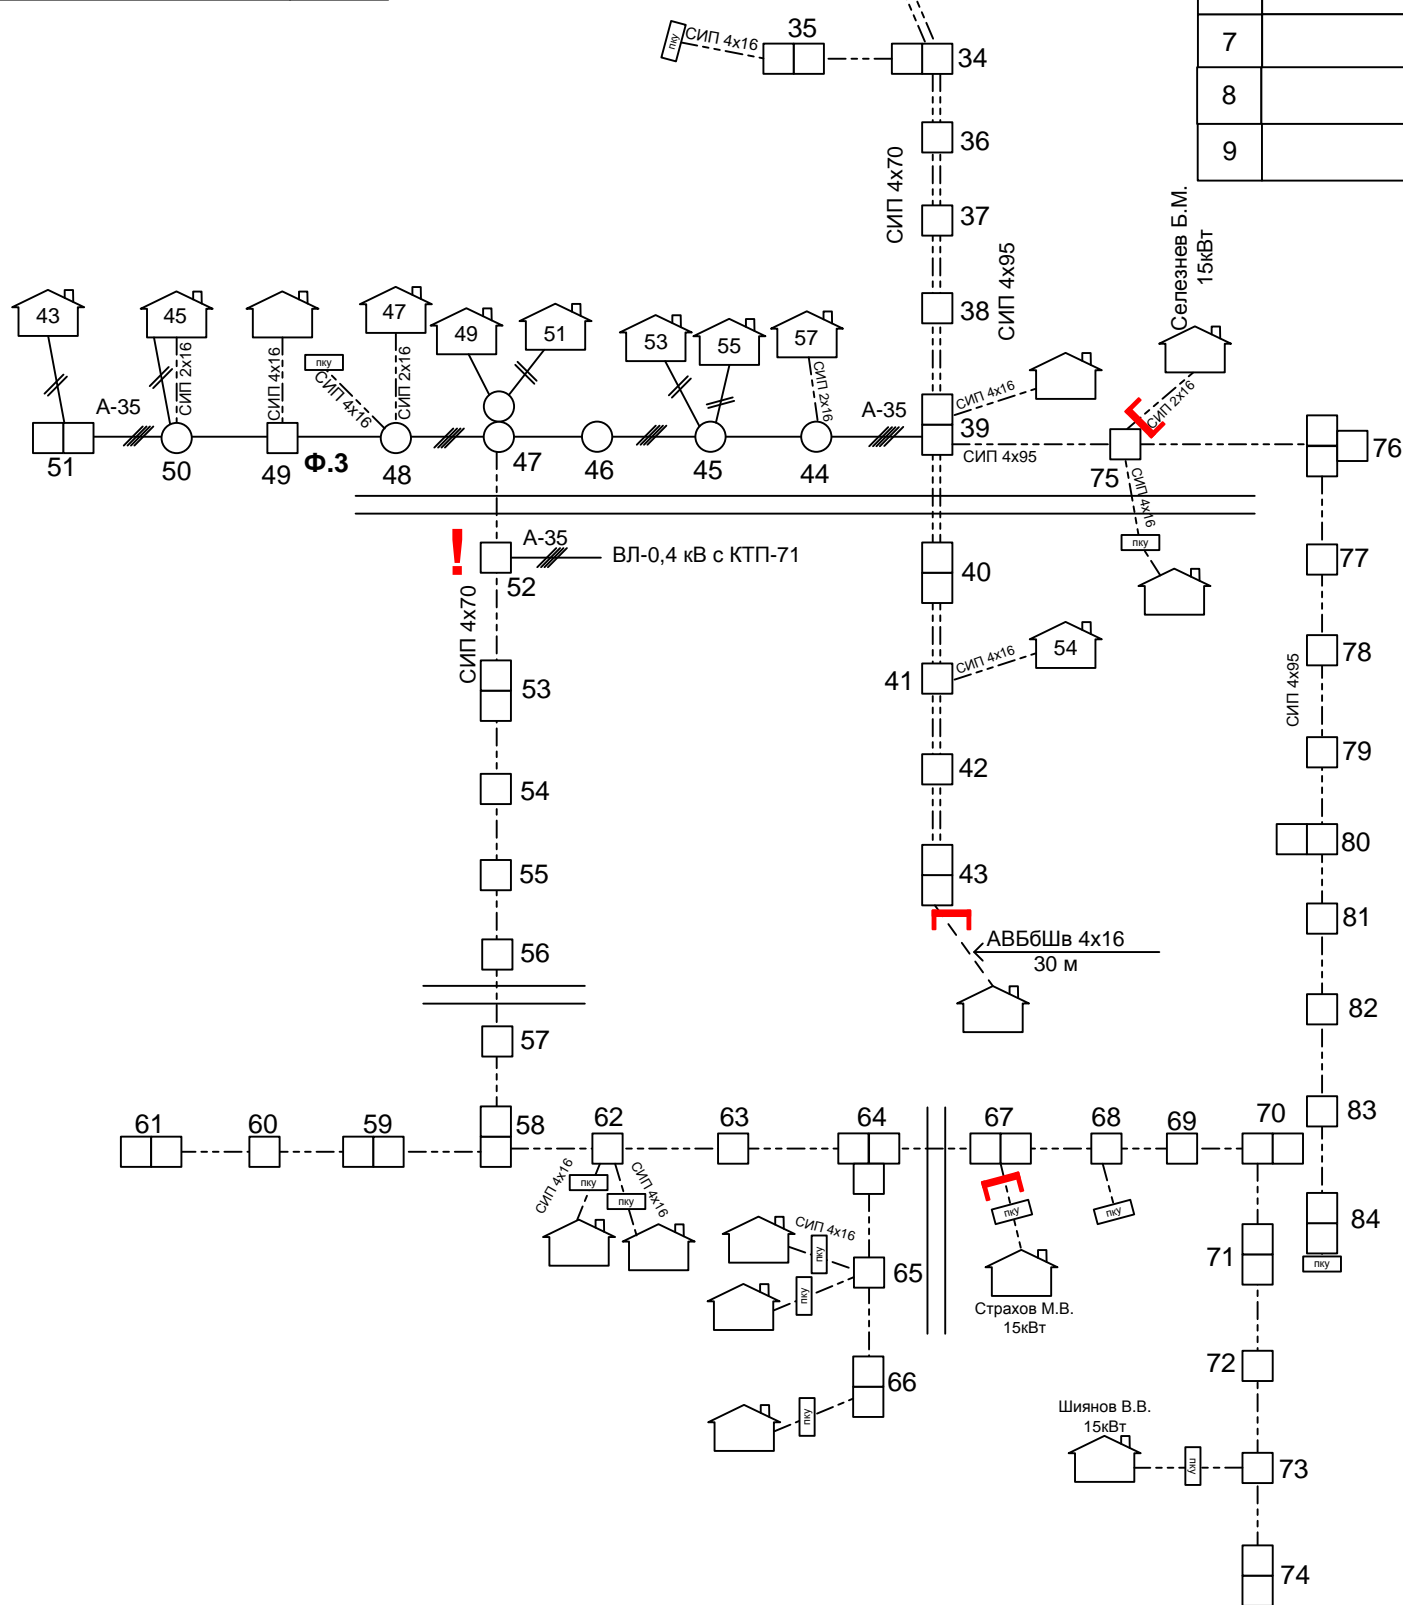 7
8
9
пку
СИП 4х16
35
34
36
СИП 4х70
37
СИП 4х95
38
Селезнев Б.М.
15кВт
43
45
47
49
51
53
55
57
СИП 2х16
СИП 4х16
пку
СИП 4х16
СИП 2х16
СИП 2х16
СИП 4х16
СИП 2х16
А-35
А-35
51
50
49
Ф.3
48
47
46
45
44
39
СИП 4х95
75
76
СИП 4х16
пку
!
А-35
ВЛ-0,4 кВ с КТП-71
52
СИП 4х70
40
77
53
41
СИП 4х16
54
78
СИП 4х95
54
42
79
55
43
80
56
АВБбШв 4х16
30 м
81
57
82
61
60
59
58
62
63
64
67
68
69
70
83
СИП 4х16
СИП 4х16
пку
пку
пку
пку
СИП 4х16
пку
пку
65
84
пку
71
Страхов М.В.
15кВт
72
66
пку
Шиянов В.В.
15кВт
пку
73
74